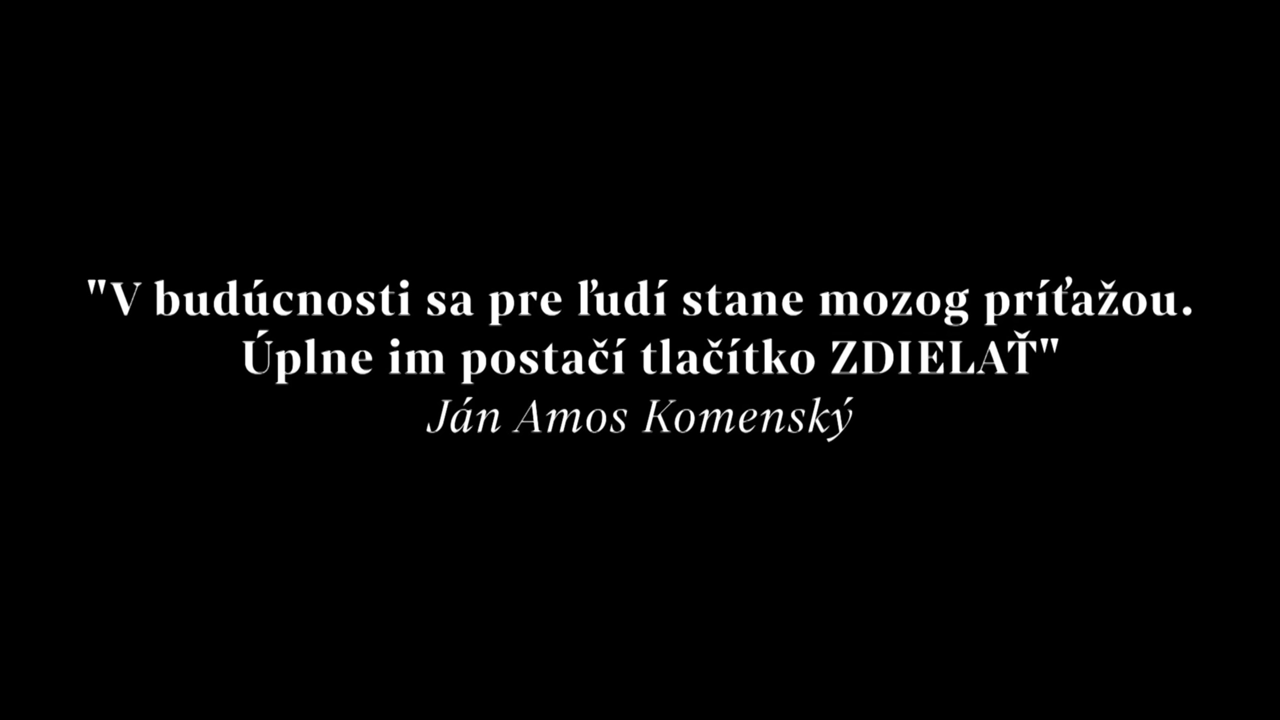 "V budúcnosti sa pre ľudí stane mozog príťažou.
Úplne im postačí tlačítko ZDIELAŤ"
Ján Amos Komenský